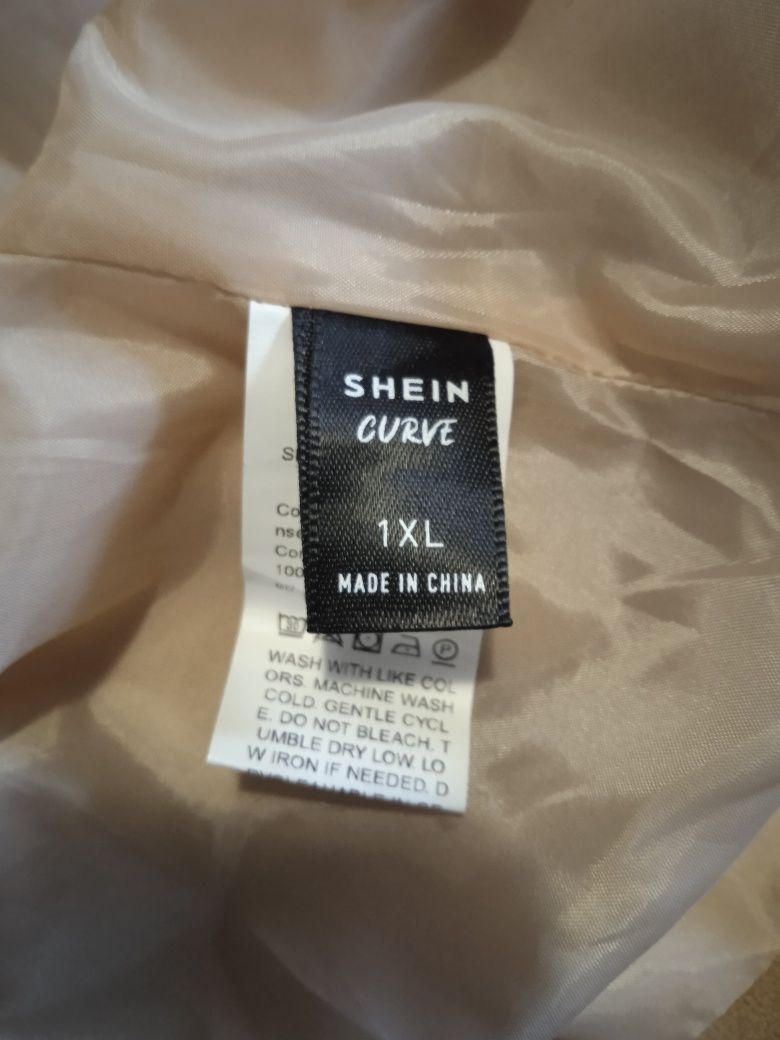 SHEIN
CURVE
1XL
MADE IN CHINA
100
WASH WITH LIKE COL
ORS. MACHINE WASH
COLD. GENTLE CYCL
E. DO NOT BLEACH. T
UMBLE DRY LOW. LO
W IRON IF NEEDED. D